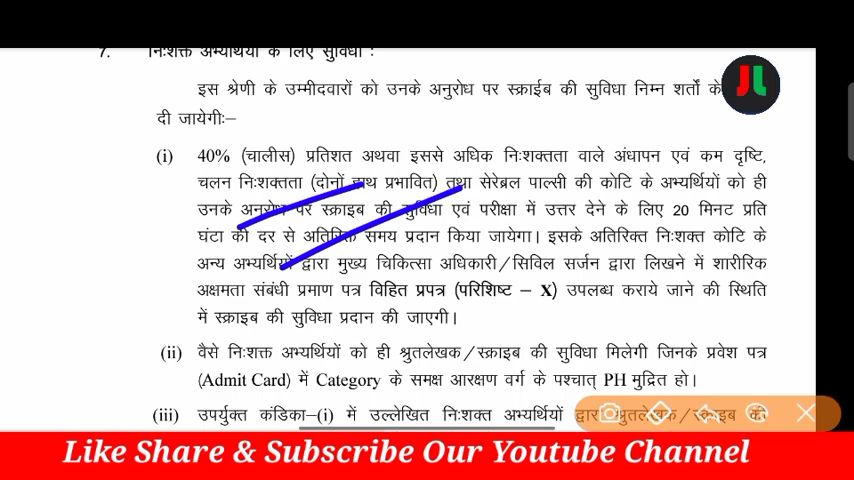 7. निःशक्त अभ्यर्थियों के लिए सुविधा :
इस श्रेणी के उम्मीदवारों को उनके अनुरोध पर स्क्राईब की सुविधा निम्न शर्तों के
दी जायेगीः–
(i) 40% (चालीस) प्रतिशत अथवा इससे अधिक निःशक्तता वाले अंधापन एवं कम दृष्टि,
चलन निःशक्तता (दोनों हाथ प्रभावित) तथा सेरेब्रल पाल्सी की कोटि के अभ्यर्थियों को ही
उनके अनुरोध पर स्क्राइब की सुविधा एवं परीक्षा में उत्तर देने के लिए 20 मिनट प्रति
घंटा की दर से अतिरिक्त समय प्रदान किया जायेगा। इसके अतिरिक्त निःशक्त कोटि के
अन्य अभ्यर्थियों द्वारा मुख्य चिकित्सा अधिकारी/सिविल सर्जन द्वारा लिखने में शारीरिक
अक्षमता संबंधी प्रमाण पत्र विहित प्रपत्र (परिशिष्ट – X) उपलब्ध कराये जाने की स्थिति
में स्क्राइब की सुविधा प्रदान की जाएगी।
(ii) वैसे निःशक्त अभ्यर्थियों को ही श्रुतलेखक/स्क्राइब की सुविधा मिलेगी जिनके प्रवेश पत्र
(Admit Card) में Category के समक्ष आरक्षण वर्ग के पश्चात् PH मुद्रित हो।
(iii) उपर्युक्त कंडिका–(i) में उल्लेखित निःशक्त अभ्यर्थियों द्वारा श्रुतलेखक/स्क्राइब की
Like Share & Subscribe Our Youtube Channel